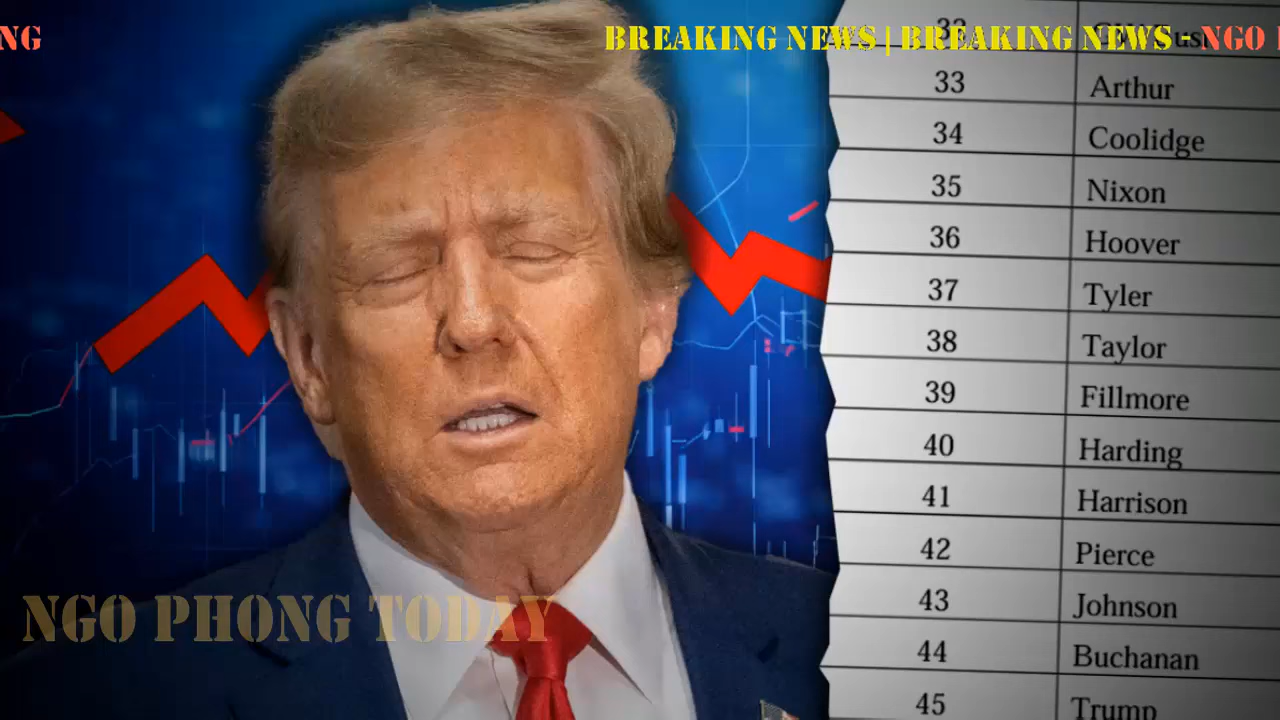 NG
BREAKING NEWS | BREAKING NEWS - NGO
33 Arthur
34 Coolidge
35 Nixon
36 Hoover
37 Tyler
38 Taylor
39 Fillmore
40 Harding
41 Harrison
42 Pierce
43 Johnson
44 Buchanan
45 Trump
NGO PHONG TODAY